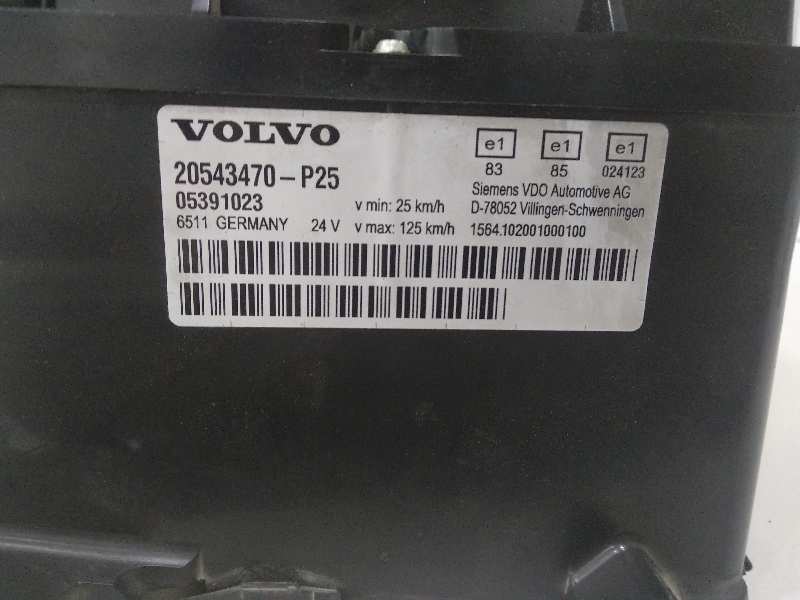 VOLVO
e1 e1 e1
83 85 024123
20543470-P25
Siemens VDO Automotive AG
05391023 v min: 25 km/h D-78052 Villingen-Schwenningen
6511 GERMANY 24 V v max: 125 km/h 1564.102001000100